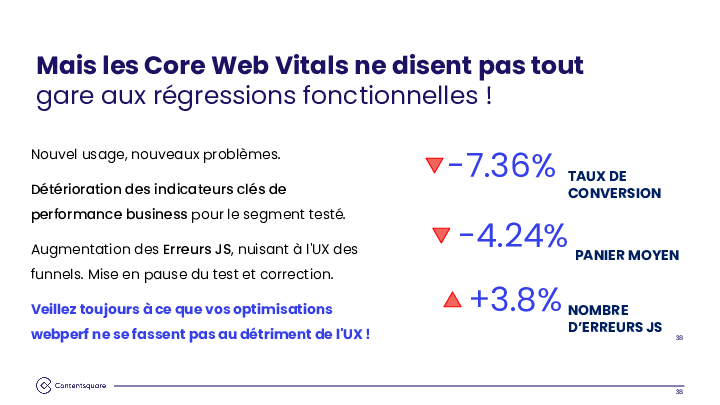 Mais les Core Web Vitals ne disent pas tout
gare aux régressions fonctionnelles !
Nouvel usage, nouveaux problèmes.
Détérioration des indicateurs clés de
performance business pour le segment testé.
Augmentation des Erreurs JS, nuisant à l'UX des
funnels. Mise en pause du test et correction.
Veillez toujours à ce que vos optimisations
webperf ne se fassent pas au détriment de l'UX !
-7.36%
TAUX DE
CONVERSION
-4.24%
PANIER MOYEN
+3.8%
NOMBRE
D’ERREURS JS
38
Contentsquare
38